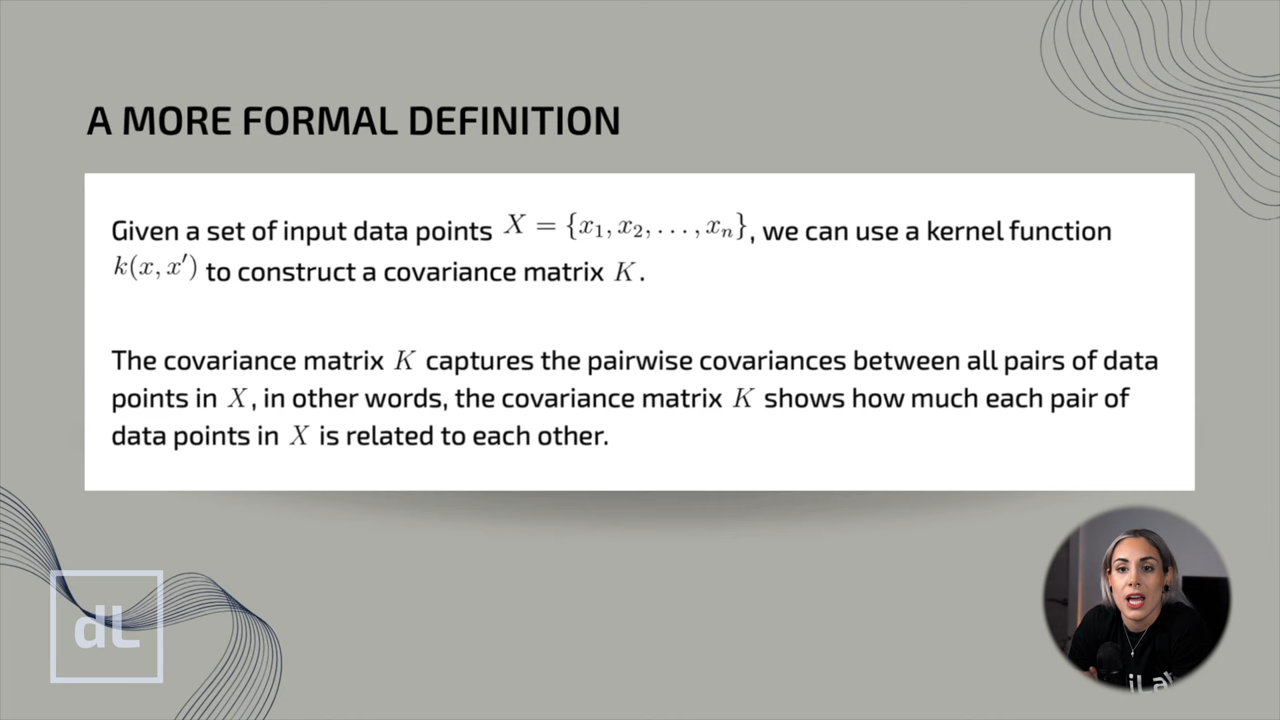 A MORE FORMAL DEFINITION
Given a set of input data points X = {x₁, x₂, . . . , xₙ}, we can use a kernel function
k(x, x′) to construct a covariance matrix K.
The covariance matrix K captures the pairwise covariances between all pairs of data
points in X, in other words, the covariance matrix K shows how much each pair of
data points in X is related to each other.
dL